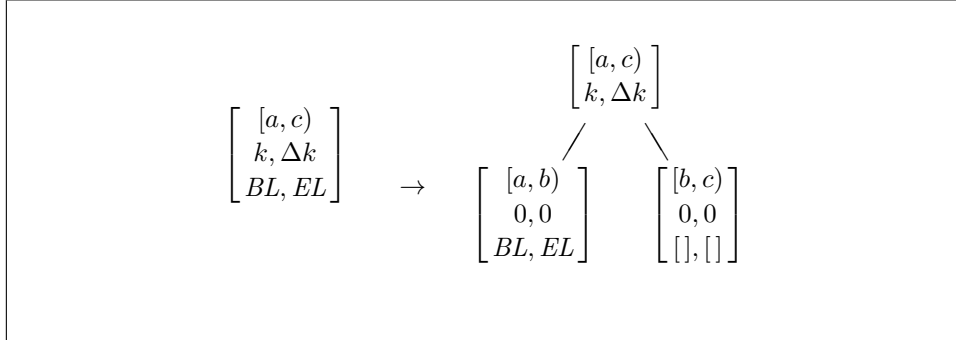 [a, c)
k, Δk
BL, EL
→
[a, c)
k, Δk
[a, b)
0, 0
BL, EL
[b, c)
0, 0
[ ], [ ]